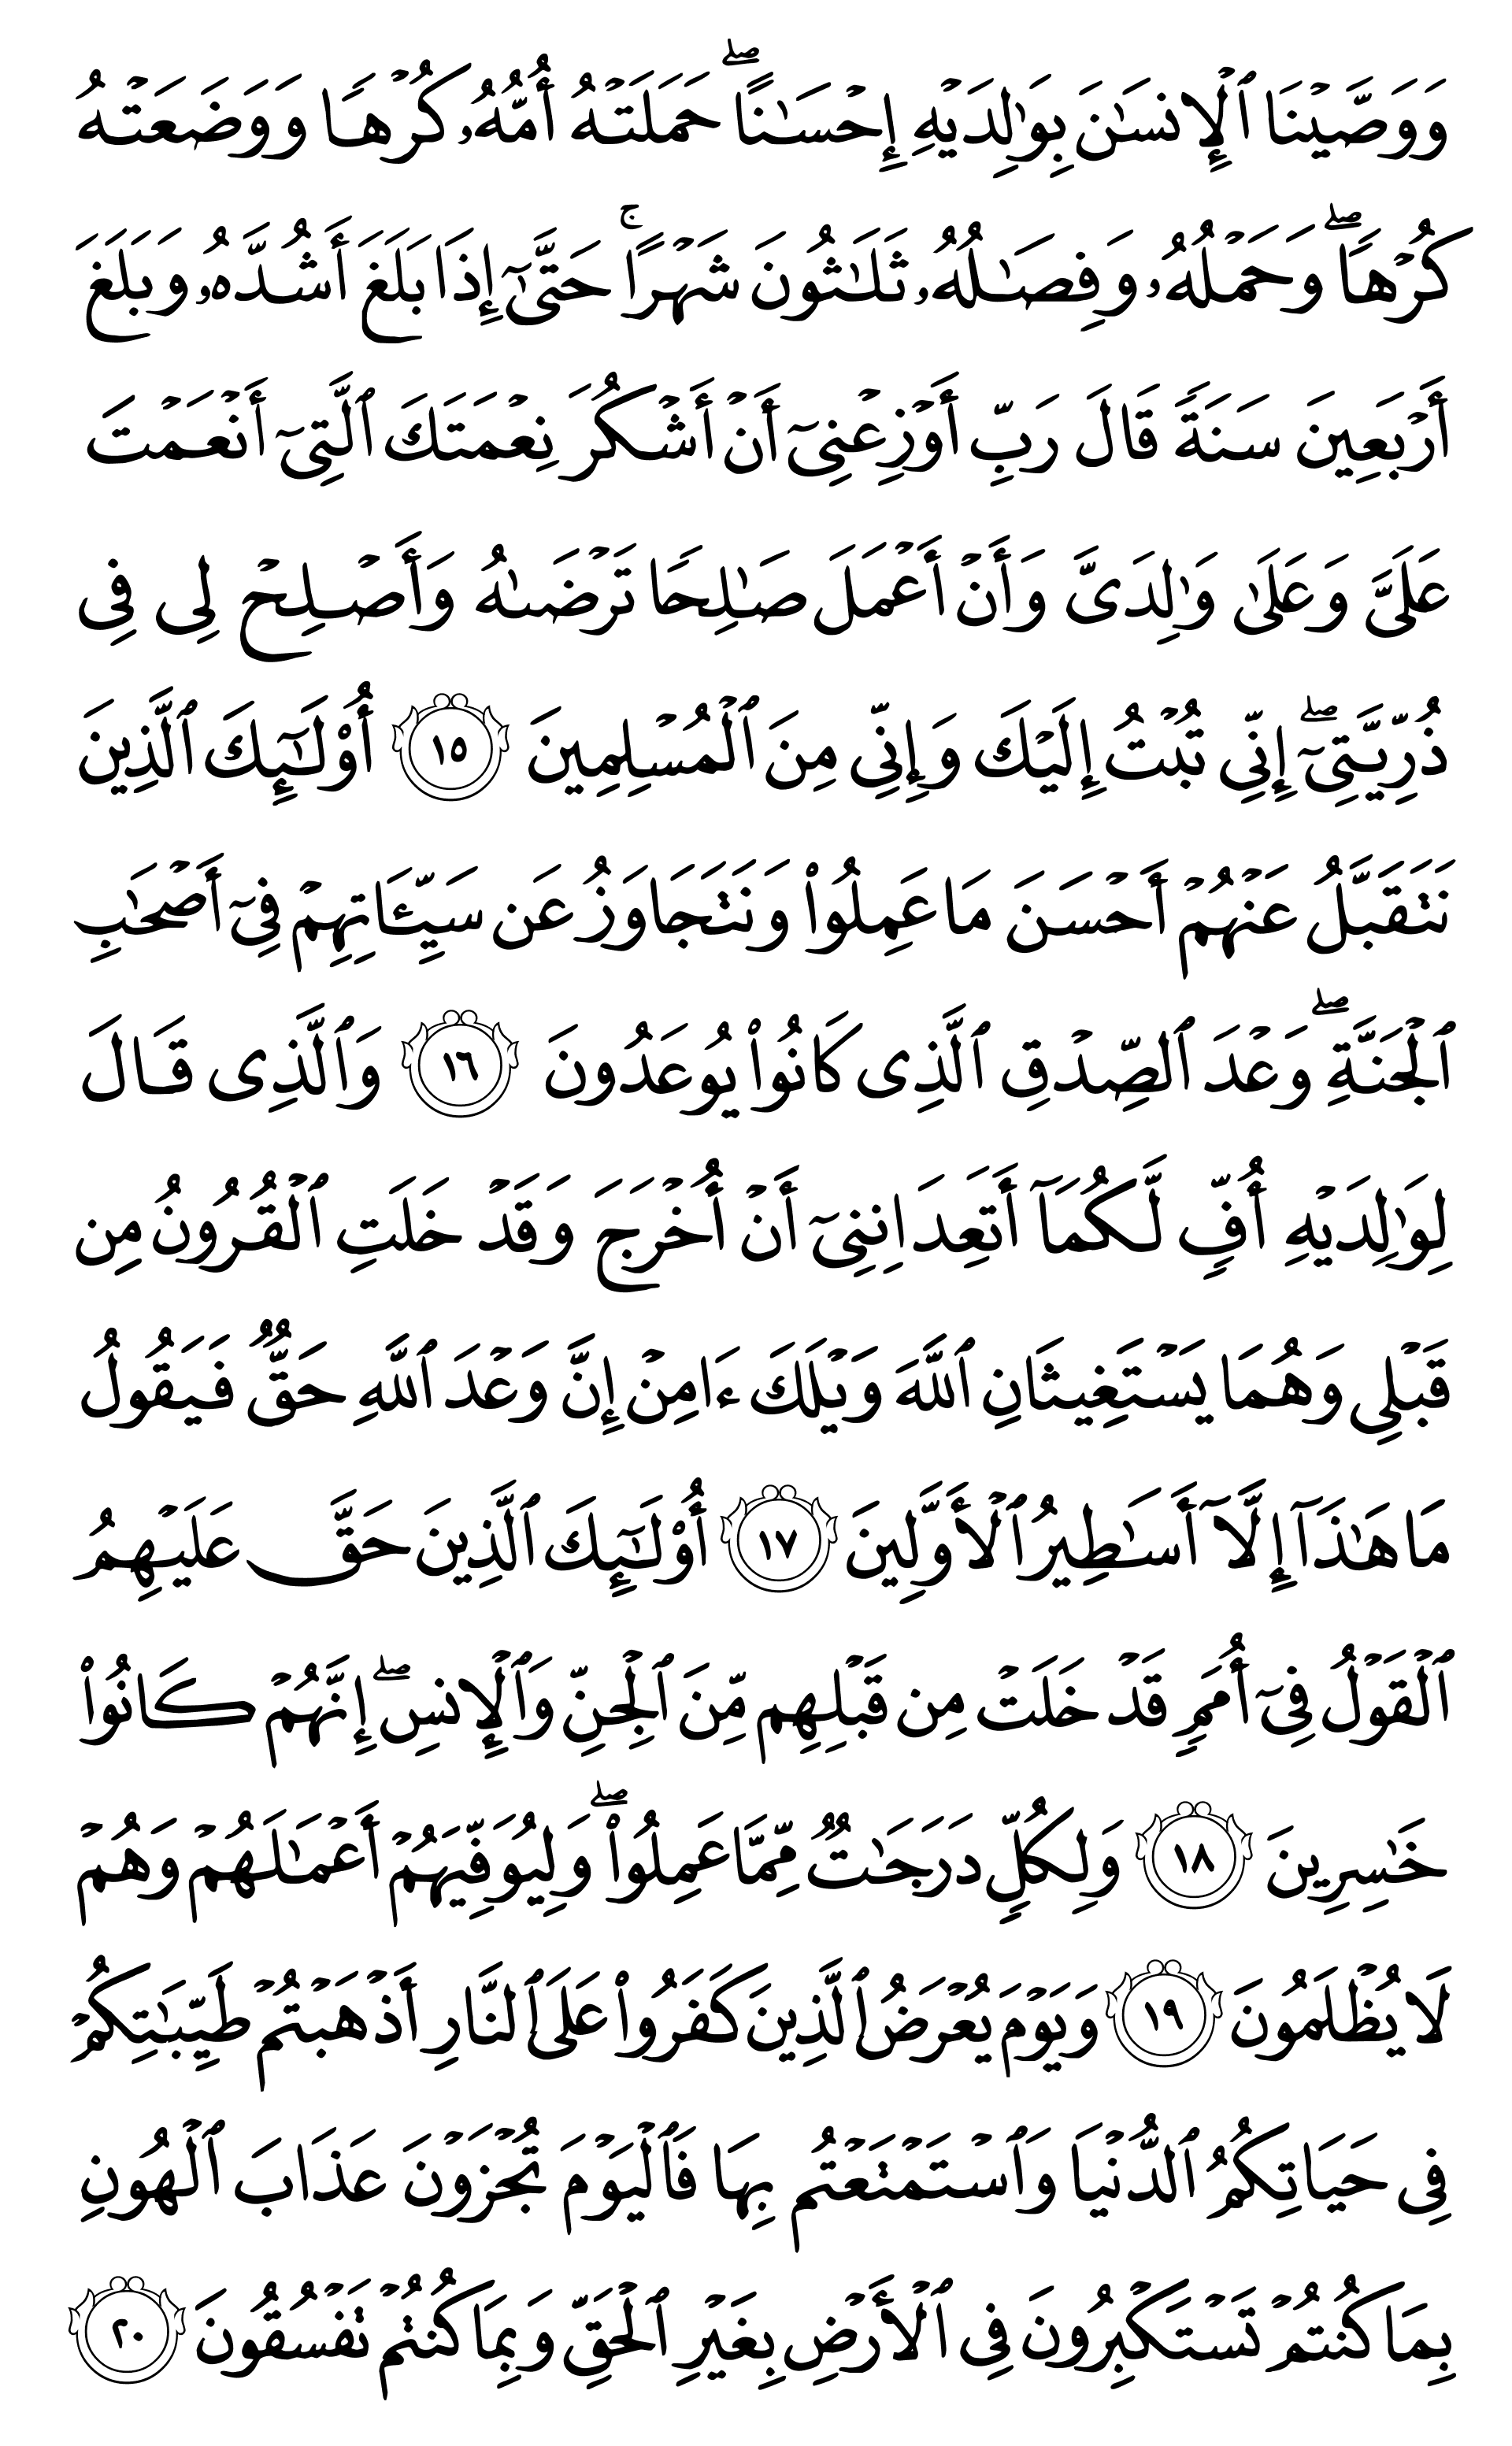 وَوَصَّيْنَا ٱلْإِنسَٰنَ بِوَٰلِدَيْهِ إِحْسَٰنًا ۖ حَمَلَتْهُ أُمُّهُۥ كُرْهًا وَوَضَعَتْهُ
كُرْهًا ۖ وَحَمْلُهُۥ وَفِصَٰلُهُۥ ثَلَٰثُونَ شَهْرًا ۚ حَتَّىٰٓ إِذَا بَلَغَ أَشُدَّهُۥ وَبَلَغَ
أَرْبَعِينَ سَنَةً قَالَ رَبِّ أَوْزِعْنِىٓ أَنْ أَشْكُرَ نِعْمَتَكَ ٱلَّتِىٓ أَنْعَمْتَ
عَلَىَّ وَعَلَىٰ وَٰلِدَىَّ وَأَنْ أَعْمَلَ صَٰلِحًا تَرْضَىٰهُ وَأَصْلِحْ لِى فِى
ذُرِّيَّتِىٓ ۖ إِنِّى تُبْتُ إِلَيْكَ وَإِنِّى مِنَ ٱلْمُسْلِمِينَ ١٥ أُو۟لَٰٓئِكَ ٱلَّذِينَ
نَتَقَبَّلُ عَنْهُمْ أَحْسَنَ مَا عَمِلُوا۟ وَنَتَجَاوَزُ عَن سَيِّـَٔاتِهِمْ فِىٓ أَصْحَٰبِ
ٱلْجَنَّةِ ۖ وَعْدَ ٱلصِّدْقِ ٱلَّذِى كَانُوا۟ يُوعَدُونَ ١٦ وَٱلَّذِى قَالَ
لِوَٰلِدَيْهِ أُفٍّ لَّكُمَآ أَتَعِدَانِنِىٓ أَنْ أُخْرَجَ وَقَدْ خَلَتِ ٱلْقُرُونُ مِن
قَبْلِى وَهُمَا يَسْتَغِيثَانِ ٱللَّهَ وَيْلَكَ ءَامِنْ إِنَّ وَعْدَ ٱللَّهِ حَقٌّ فَيَقُولُ
مَا هَٰذَآ إِلَّآ أَسَٰطِيرُ ٱلْأَوَّلِينَ ١٧ أُو۟لَٰٓئِكَ ٱلَّذِينَ حَقَّ عَلَيْهِمُ
ٱلْقَوْلُ فِىٓ أُمَمٍ قَدْ خَلَتْ مِن قَبْلِهِم مِّنَ ٱلْجِنِّ وَٱلْإِنسِ ۖ إِنَّهُمْ كَانُوا۟
خَٰسِرِينَ ١٨ وَلِكُلٍّ دَرَجَٰتٌ مِّمَّا عَمِلُوا۟ ۖ وَلِيُوَفِّيَهُمْ أَعْمَٰلَهُمْ وَهُمْ
لَا يُظْلَمُونَ ١٩ وَيَوْمَ يُعْرَضُ ٱلَّذِينَ كَفَرُوا۟ عَلَى ٱلنَّارِ أَذْهَبْتُمْ طَيِّبَٰتِكُمْ
فِى حَيَاتِكُمُ ٱلدُّنْيَا وَٱسْتَمْتَعْتُم بِهَا فَٱلْيَوْمَ تُجْزَوْنَ عَذَابَ ٱلْهُونِ
بِمَا كُنتُمْ تَسْتَكْبِرُونَ فِى ٱلْأَرْضِ بِغَيْرِ ٱلْحَقِّ وَبِمَا كُنتُمْ تَفْسُقُونَ ٢٠